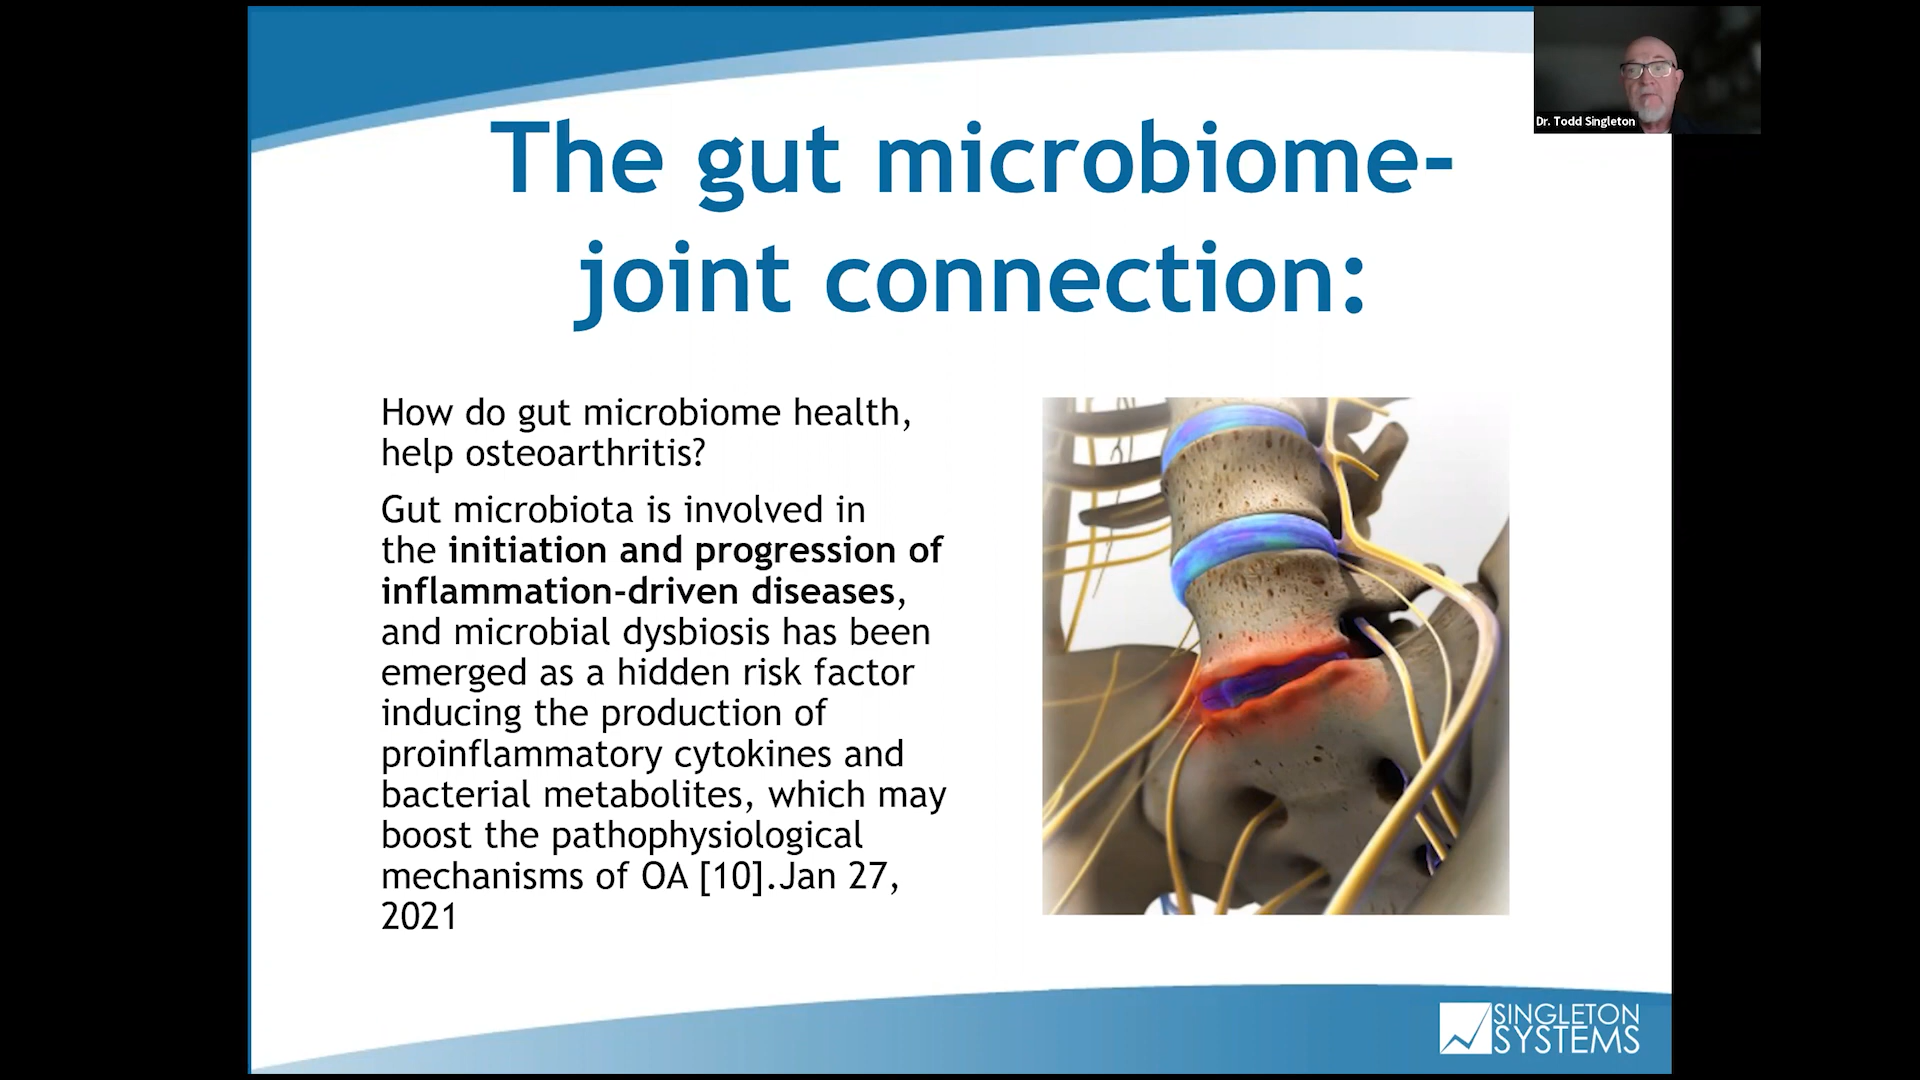 Dr. Todd Singleton
The gut microbiome-
joint connection:
How do gut microbiome health,
help osteoarthritis?
Gut microbiota is involved in
the initiation and progression of
inflammation-driven diseases,
and microbial dysbiosis has been
emerged as a hidden risk factor
inducing the production of
proinflammatory cytokines and
bacterial metabolites, which may
boost the pathophysiological
mechanisms of OA [10].Jan 27,
2021
SINGLETON
SYSTEMS